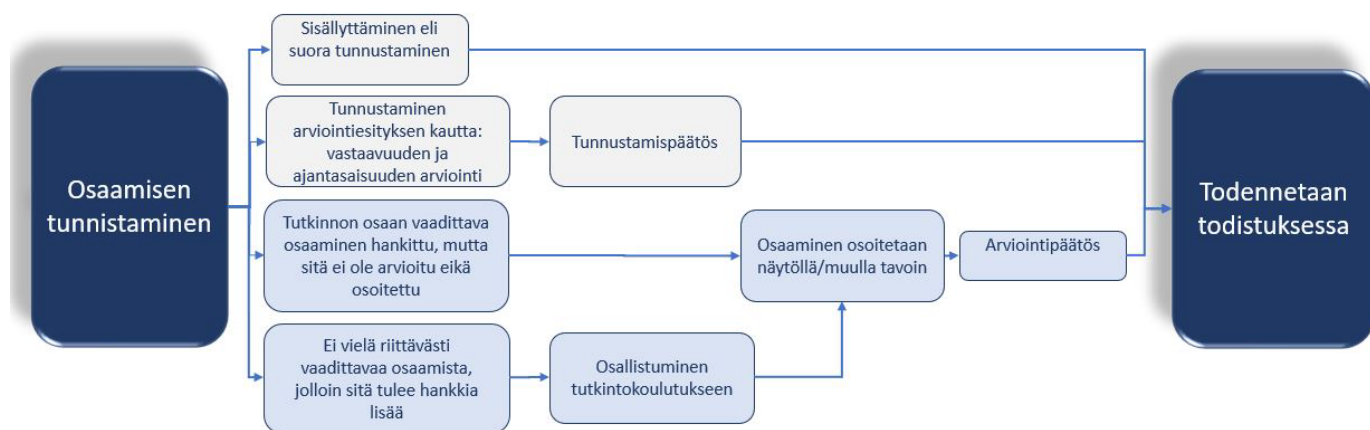 Osaamisen
tunnistaminen
Sisällyttäminen eli
suora tunnustaminen
Tunnustaminen
arviointiesityksen kautta:
vastaavuuden ja
ajantasaisuuden arviointi
Tunnustamispäätös
Tutkinnon osaan vaadittava
osaaminen hankittu, mutta
sitä ei ole arvioitu eikä
osoitettu
Osaaminen osoitetaan
näytöllä/muulla tavoin
Arviointipäätös
Ei vielä riittävästi
vaadittavaa osaamista,
jolloin sitä tulee hankkia
lisää
Osallistuminen
tutkintokoulutukseen
Todennetaan
todistuksessa